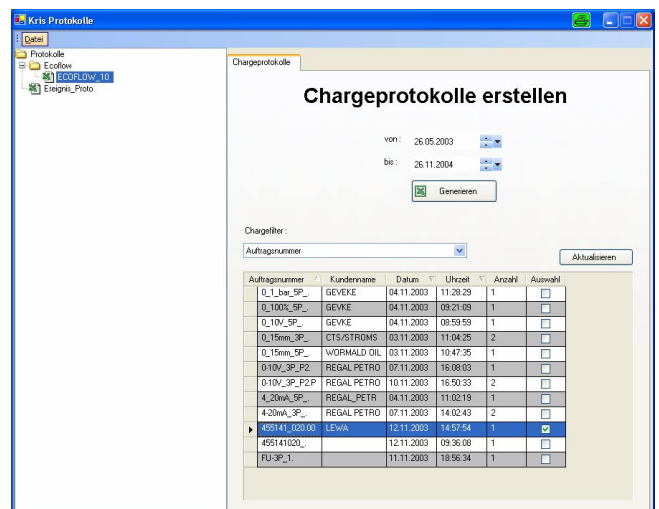 Kris Protokolle
Datei
Protokolle
Ecoflow
ECOFLOW_10
Ereignis_Proto
Chargeprotokolle
Chargeprotokolle erstellen
von : 26.05.2003
bis : 26.11.2004
Generieren
Chargefilter :
Auftragsnummer
Aktualisieren
Auftragsnummer Kundenname Datum Uhrzeit Anzahl Auswahl
0_1_bar_5P_. GEVEKE 04.11.2003 11:28:29 1
0_100%_5P_. GEVKE 04.11.2003 09:21:09 1
0_10V_5P_. GEVKE 04.11.2003 08:59:59 1
0_15mm_3P_. CTS/STROMS 03.11.2003 11:04:25 2
0_15mm_5P_. WORMALD OIL 03.11.2003 10:47:35 1
0-10V_3P_P2. REGAL PETRO 07.11.2003 16:08:03 1
0-10V_3P_P2.P REGAL PETRO 10.11.2003 16:50:33 2
4_20mA_5P_. REGAL_PETR 04.11.2003 11:02:19 1
4-20mA_3P_. REGAL PETRO 07.11.2003 14:02:43 2
455141_020.00 LEWA 12.11.2003 14:57:54 1
455141020_. 12.11.2003 09:36:08 1
FU-3P_1. 11.11.2003 18:56:34 1